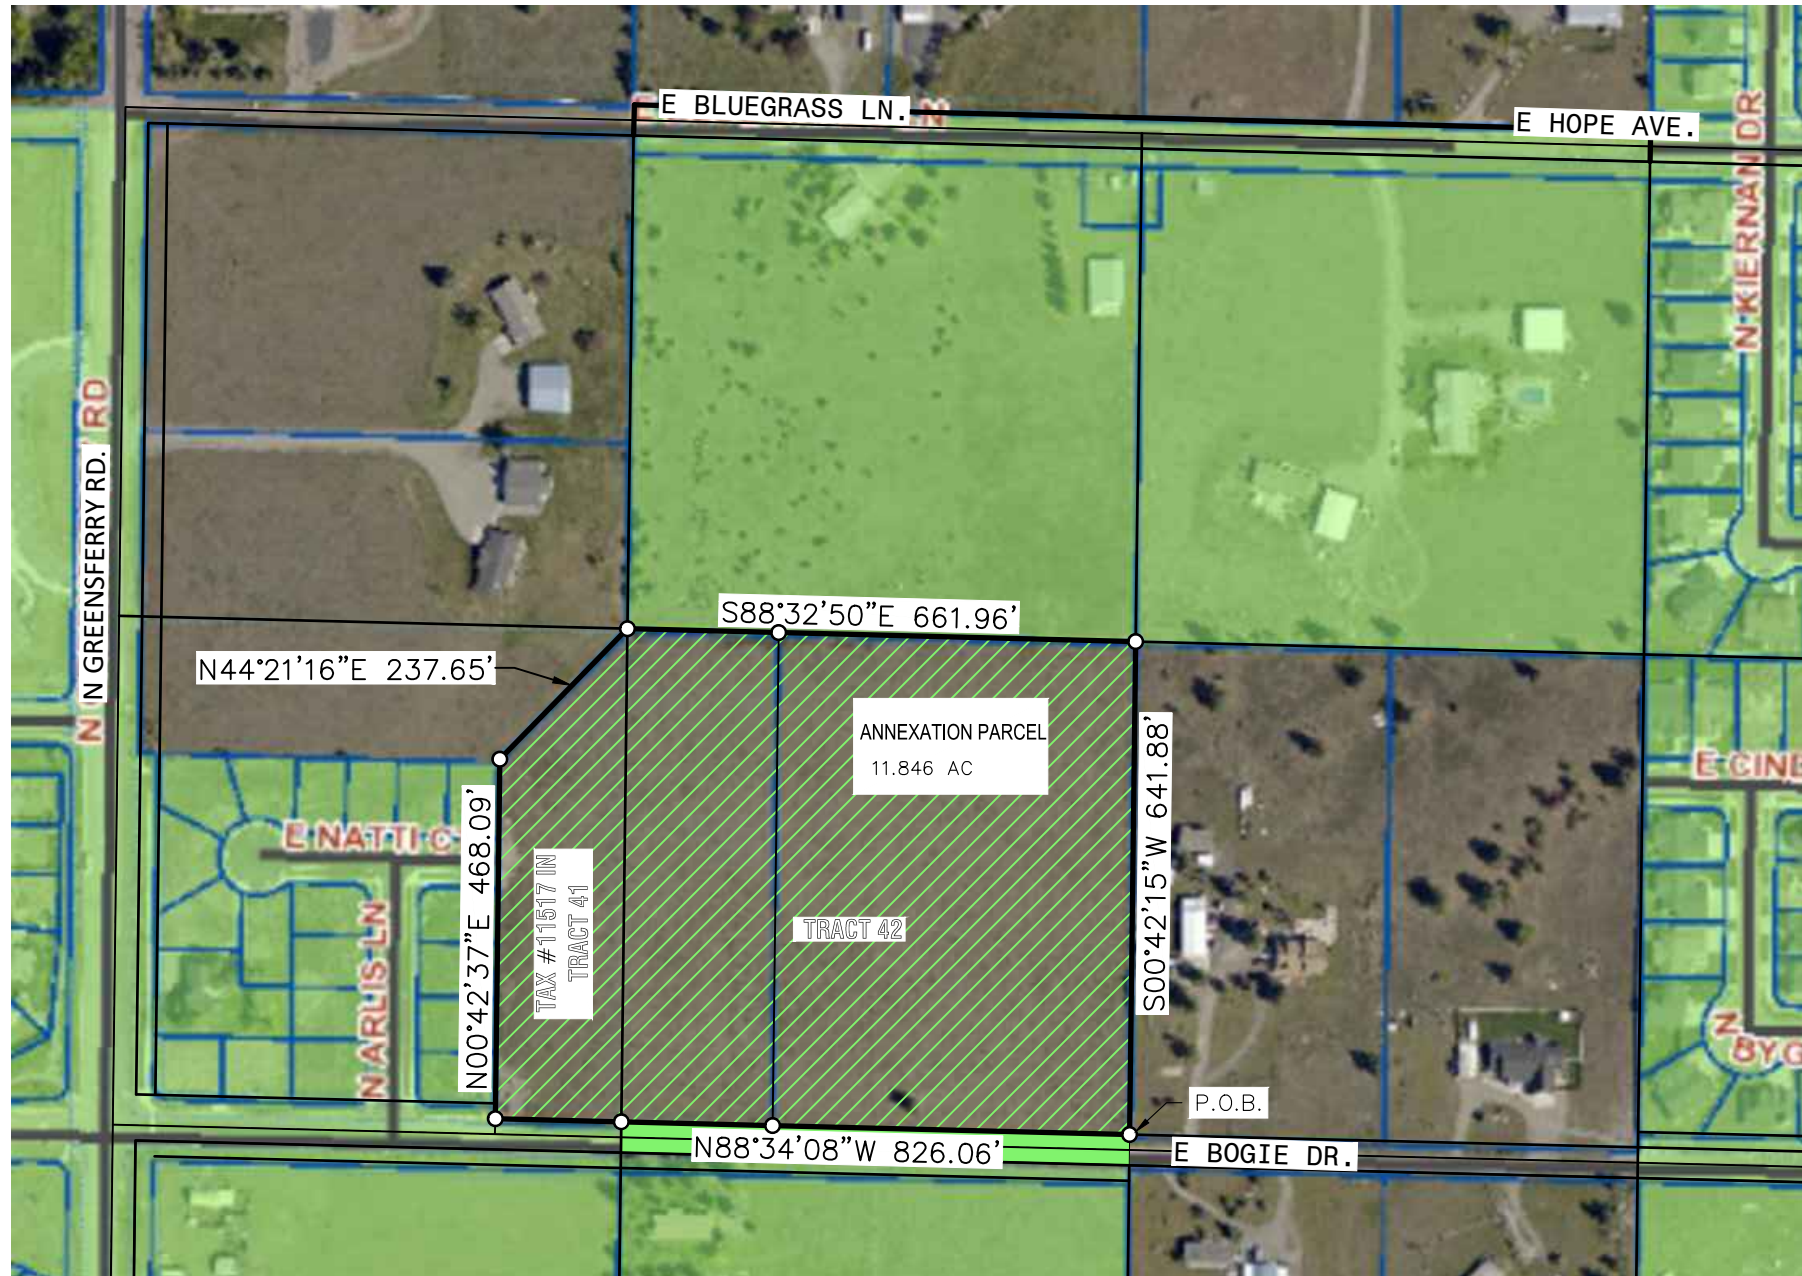 E BLUEGRASS LN.
N
E HOPE AVE.
N KIERNAN DR
N GREENSFERRY RD.
N
RD
S88°32'50"E 661.96'
N44°21'16"E 237.65'
ANNEXATION PARCEL
11.846 AC
S00°42'15"W 641.88'
E CINE
E NATTI C
N00°42'37"E 468.09'
TAX #11517 IN
TRACT 41
TRACT 42
N ARLIS LN
N
BYG
P.O.B.
N88°34'08"W 826.06'
E BOGIE DR.